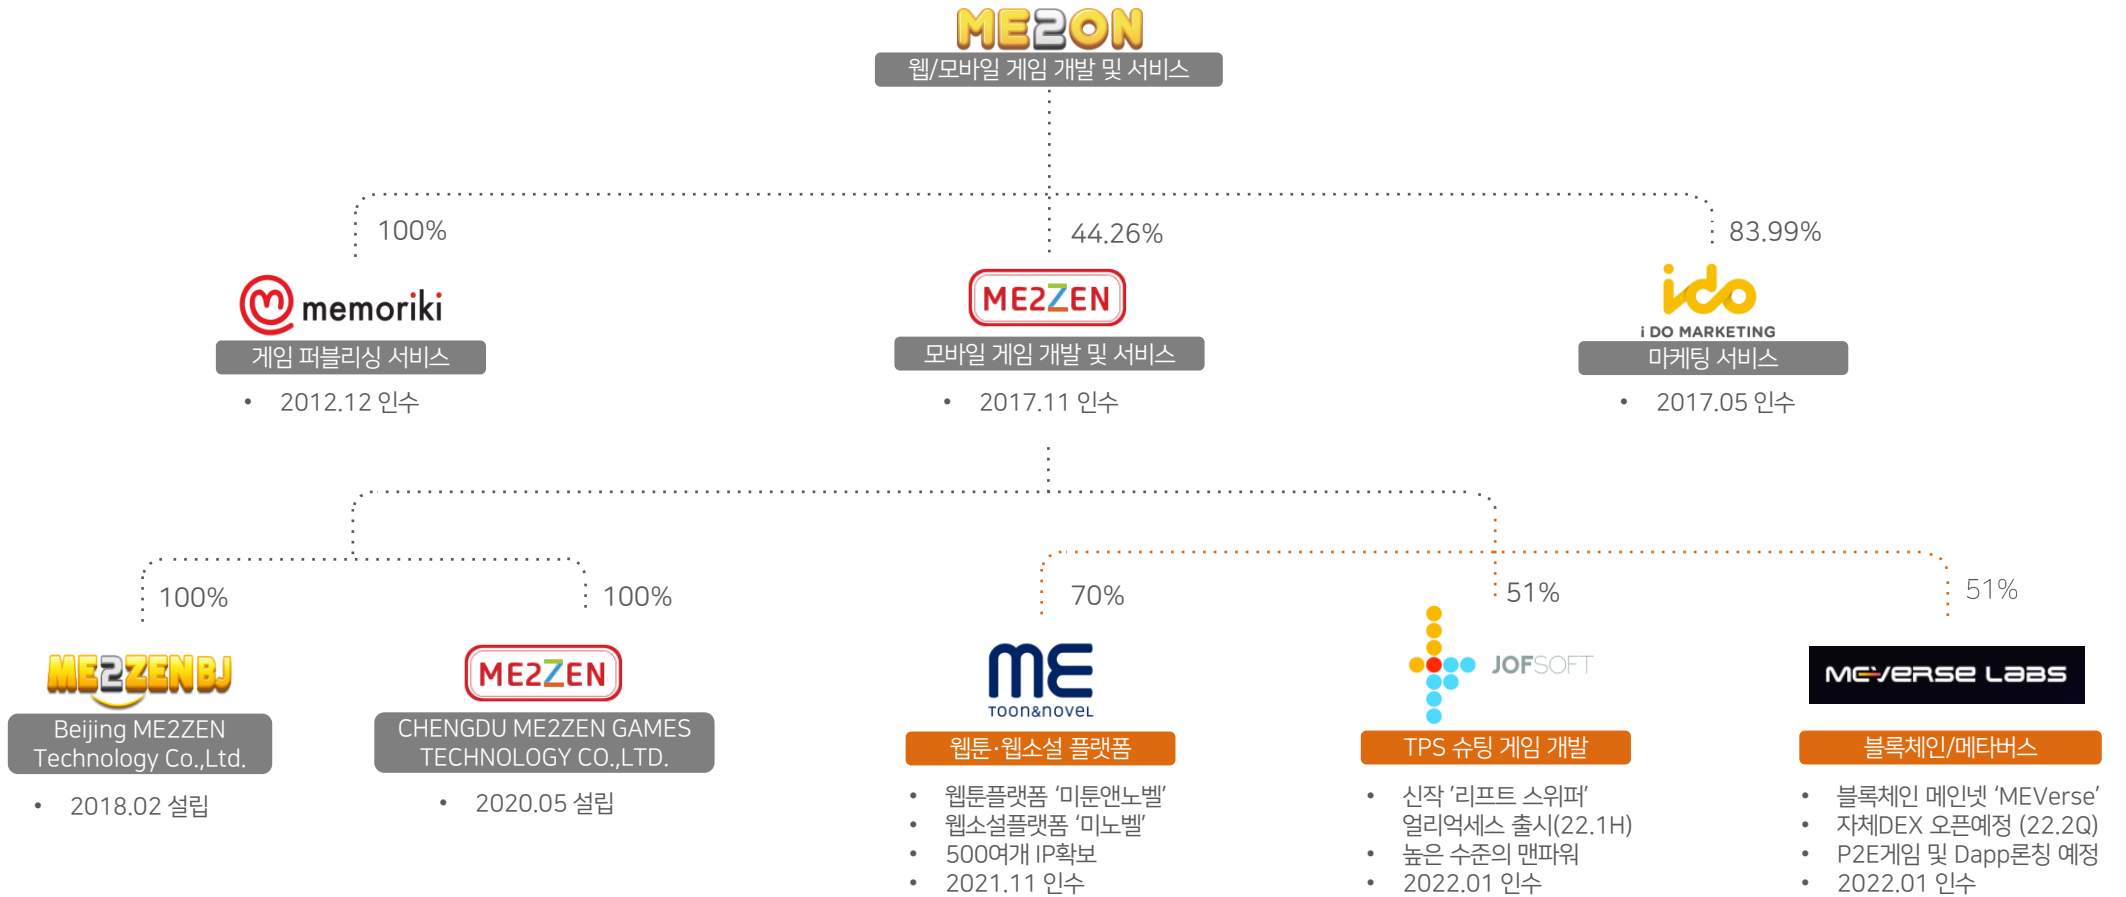 ME2ON
웹/모바일 게임 개발 및 서비스
100%
44.26%
83.99%
memoriki
게임 퍼블리싱 서비스
• 2012.12 인수
ME2ZEN
모바일 게임 개발 및 서비스
• 2017.11 인수
ido
i DO MARKETING
마케팅 서비스
• 2017.05 인수
100%
100%
70%
51%
51%
ME2ZEN BJ
Beijing ME2ZEN
Technology Co.,Ltd.
• 2018.02 설립
ME2ZEN
CHENGDU ME2ZEN GAMES
TECHNOLOGY CO.,LTD.
• 2020.05 설립
ME
TOON&NOVEL
웹툰·웹소설 플랫폼
• 웹툰플랫폼 ‘미툰앤노벨’
• 웹소설플랫폼 ‘미노벨’
• 500여개 IP확보
• 2021.11 인수
JOFSOFT
TPS 슈팅 게임 개발
• 신작 ’리프트 스위퍼’
얼리억세스 출시(22.1H)
• 높은 수준의 맨파워
• 2022.01 인수
MEVERSE LABS
블록체인/메타버스
• 블록체인 메인넷 ‘MEVerse’
• 자체DEX 오픈예정 (22.2Q)
• P2E게임 및 Dapp론칭 예정
• 2022.01 인수